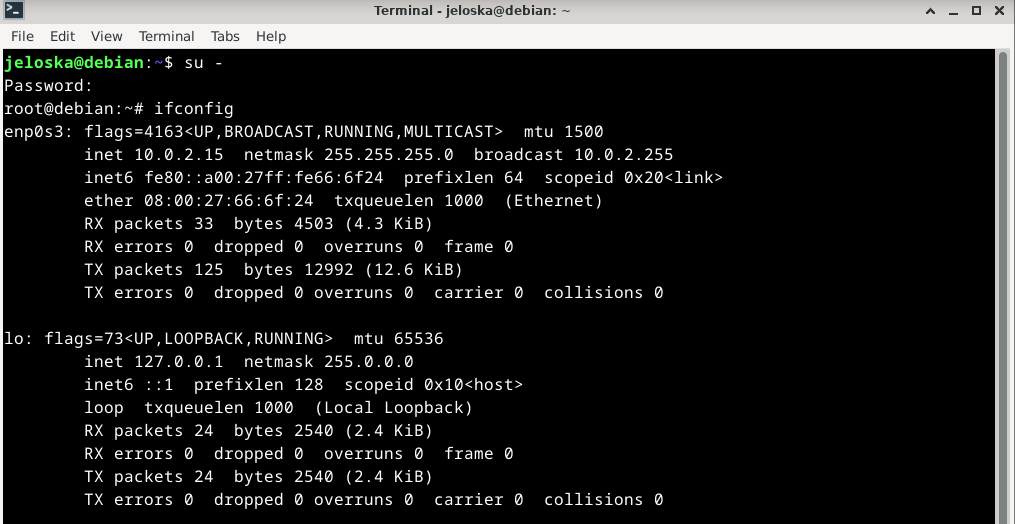 Terminal - jeloska@debian: ~
File Edit View Terminal Tabs Help
jeloska@debian:~$ su -
Password:
root@debian:~# ifconfig
enp0s3: flags=4163<UP,BROADCAST,RUNNING,MULTICAST>  mtu 1500
        inet 10.0.2.15  netmask 255.255.255.0  broadcast 10.0.2.255
        inet6 fe80::a00:27ff:fe66:6f24  prefixlen 64  scopeid 0x20<link>
        ether 08:00:27:66:6f:24  txqueuelen 1000  (Ethernet)
        RX packets 33  bytes 4503 (4.3 KiB)
        RX errors 0  dropped 0  overruns 0  frame 0
        TX packets 125  bytes 12992 (12.6 KiB)
        TX errors 0  dropped 0 overruns 0  carrier 0  collisions 0

lo: flags=73<UP,LOOPBACK,RUNNING>  mtu 65536
        inet 127.0.0.1  netmask 255.0.0.0
        inet6 ::1  prefixlen 128  scopeid 0x10<host>
        loop  txqueuelen 1000  (Local Loopback)
        RX packets 24  bytes 2540 (2.4 KiB)
        RX errors 0  dropped 0  overruns 0  frame 0
        TX packets 24  bytes 2540 (2.4 KiB)
        TX errors 0  dropped 0 overruns 0  carrier 0  collisions 0